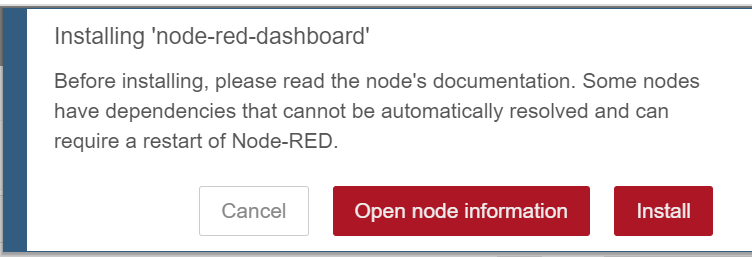 Installing 'node-red-dashboard'
Before installing, please read the node's documentation. Some nodes
have dependencies that cannot be automatically resolved and can
require a restart of Node-RED.
Cancel Open node information Install